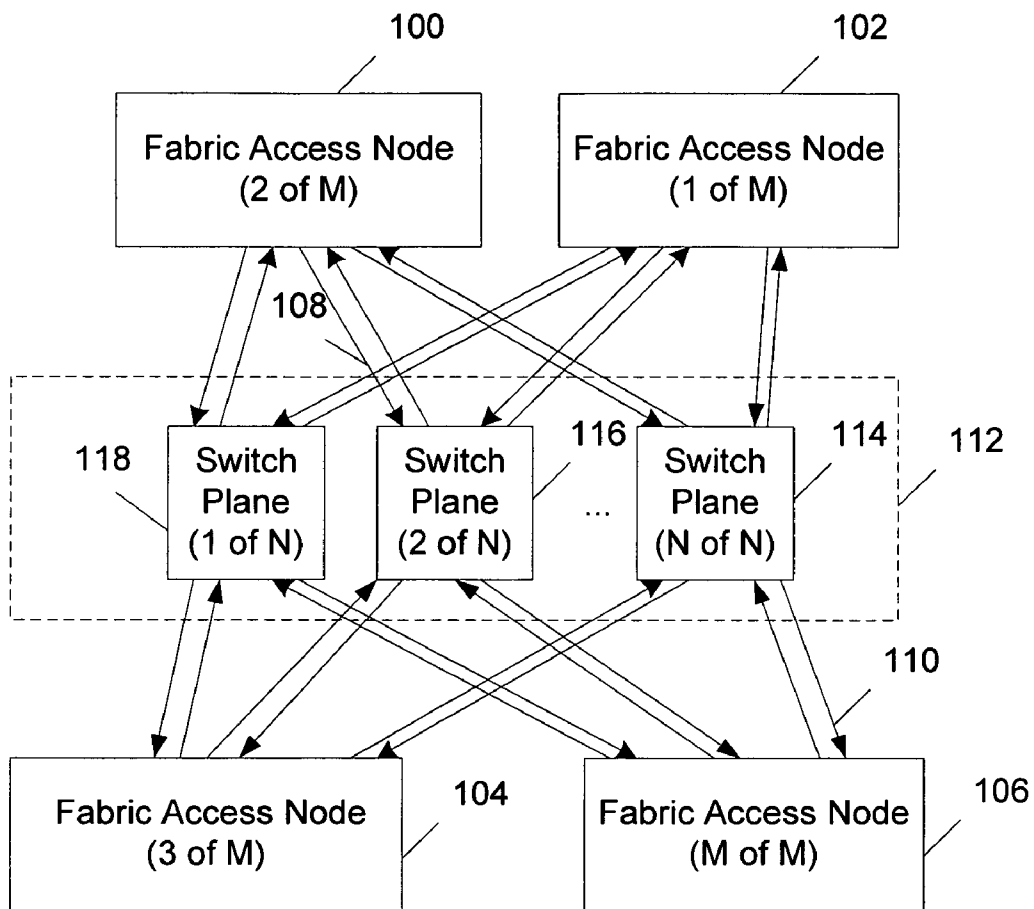 100
102
Fabric Access Node
(2 of M)
Fabric Access Node
(1 of M)
108
118
Switch
Plane
(1 of N)
Switch
Plane
(2 of N)
116
...
Switch
Plane
(N of N)
114
112
110
Fabric Access Node
(3 of M)
104
Fabric Access Node
(M of M)
106